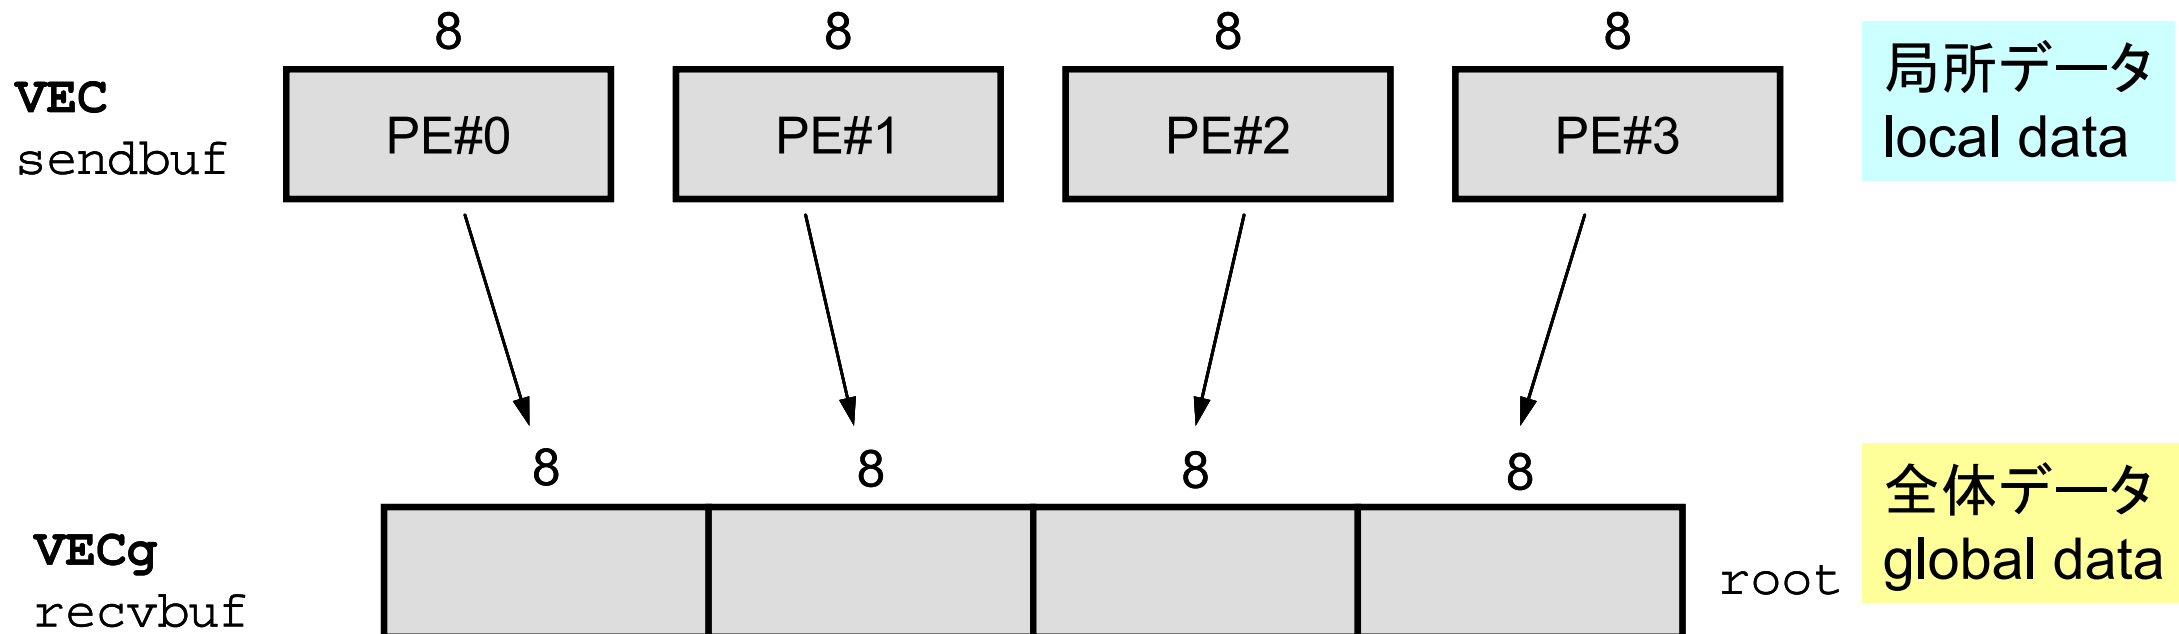 8 8 8 8
VEC
sendbuf
PE#0 PE#1 PE#2 PE#3
局所データ
local data
8 8 8 8
VECg
recvbuf
root
全体データ
global data